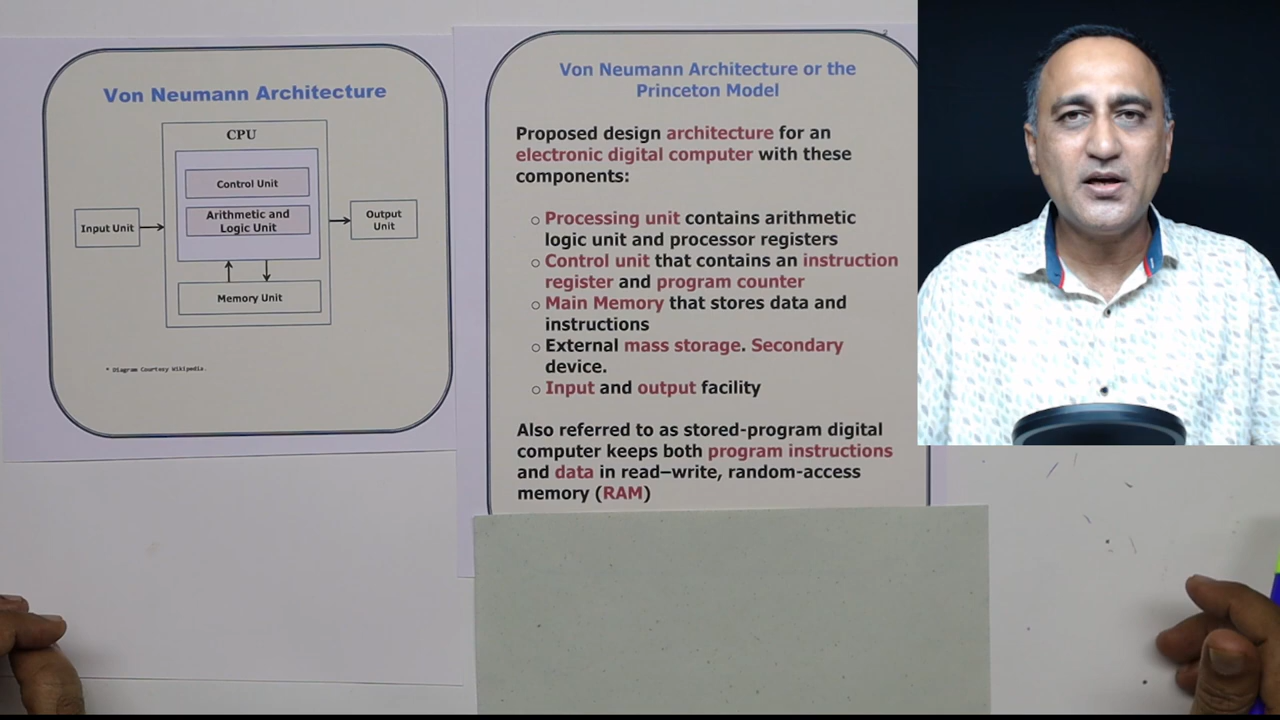 Von Neumann Architecture
CPU
Control Unit
Arithmetic and
Logic Unit
Input Unit
Output
Unit
Memory Unit
* Diagram Courtesy Wikipedia.
Von Neumann Architecture or the
Princeton Model
Proposed design architecture for an
electronic digital computer with these
components:
○ Processing unit contains arithmetic
logic unit and processor registers
○ Control unit that contains an instruction
register and program counter
○ Main Memory that stores data and
instructions
○ External mass storage. Secondary
device.
○ Input and output facility
Also referred to as stored-program digital
computer keeps both program instructions
and data in read–write, random-access
memory (RAM)